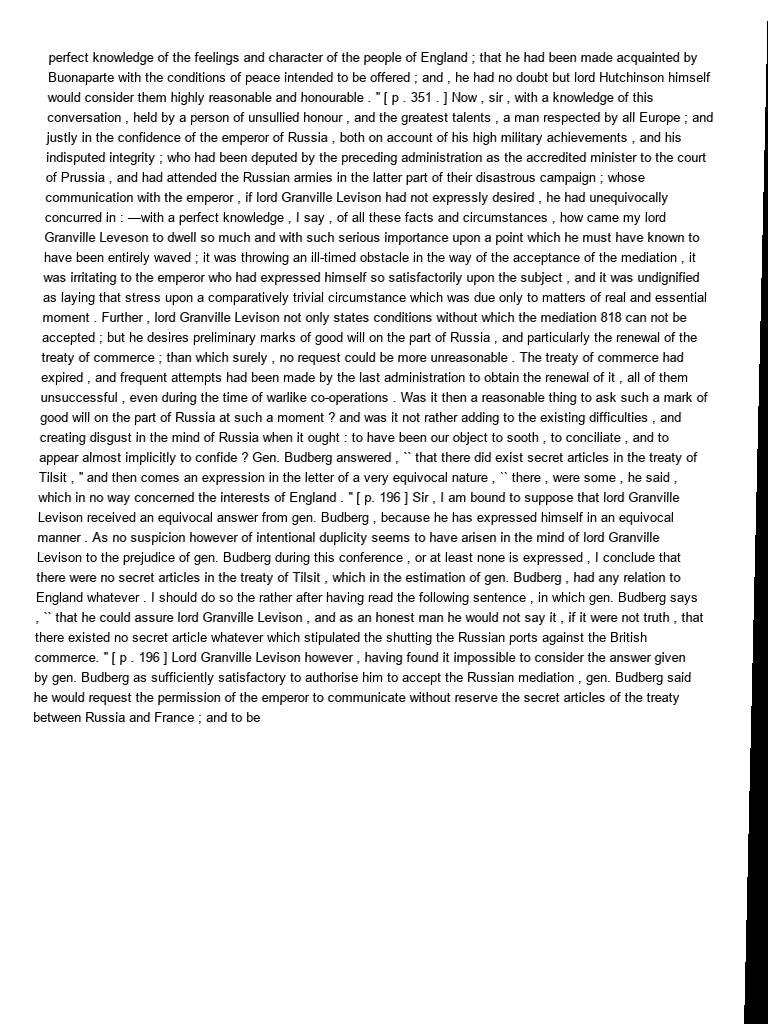 perfect knowledge of the feelings and character of the people of England ; that he had been made acquainted by
Buonaparte with the conditions of peace intended to be offered ; and , he had no doubt but lord Hutchinson himself
would consider them highly reasonable and honourable . " [ p . 351 . ] Now , sir , with a knowledge of this
conversation , held by a person of unsullied honour , and the greatest talents , a man respected by all Europe ; and
justly in the confidence of the emperor of Russia , both on account of his high military achievements , and his
indisputed integrity ; who had been deputed by the preceding administration as the accredited minister to the court
of Prussia , and had attended the Russian armies in the latter part of their disastrous campaign ; whose
communication with the emperor , if lord Granville Levison had not expressly desired , he had unequivocally
concurred in : —with a perfect knowledge , I say , of all these facts and circumstances , how came my lord
Granville Leveson to dwell so much and with such serious importance upon a point which he must have known to
have been entirely waved ; it was throwing an ill-timed obstacle in the way of the acceptance of the mediation , it
was irritating to the emperor who had expressed himself so satisfactorily upon the subject , and it was undignified
as laying that stress upon a comparatively trivial circumstance which was due only to matters of real and essential
moment . Further , lord Granville Levison not only states conditions without which the mediation 818 can not be
accepted ; but he desires preliminary marks of good will on the part of Russia , and particularly the renewal of the
treaty of commerce ; than which surely , no request could be more unreasonable . The treaty of commerce had
expired , and frequent attempts had been made by the last administration to obtain the renewal of it , all of them
unsuccessful , even during the time of warlike co-operations . Was it then a reasonable thing to ask such a mark of
good will on the part of Russia at such a moment ? and was it not rather adding to the existing difficulties , and
creating disgust in the mind of Russia when it ought : to have been our object to sooth , to conciliate , and to
appear almost implicitly to confide ? Gen. Budberg answered , `` that there did exist secret articles in the treaty of
Tilsit , " and then comes an expression in the letter of a very equivocal nature , `` there , were some , he said ,
which in no way concerned the interests of England . " [ p. 196 ] Sir , I am bound to suppose that lord Granville
Levison received an equivocal answer from gen. Budberg , because he has expressed himself in an equivocal
manner . As no suspicion however of intentional duplicity seems to have arisen in the mind of lord Granville
Levison to the prejudice of gen. Budberg during this conference , or at least none is expressed , I conclude that
there were no secret articles in the treaty of Tilsit , which in the estimation of gen. Budberg , had any relation to
England whatever . I should do so the rather after having read the following sentence , in which gen. Budberg says
, `` that he could assure lord Granville Levison , and as an honest man he would not say it , if it were not truth , that
there existed no secret article whatever which stipulated the shutting the Russian ports against the British
commerce. " [ p . 196 ] Lord Granville Levison however , having found it impossible to consider the answer given
by gen. Budberg as sufficiently satisfactory to authorise him to accept the Russian mediation , gen. Budberg said
he would request the permission of the emperor to communicate without reserve the secret articles of the treaty
between Russia and France ; and to be